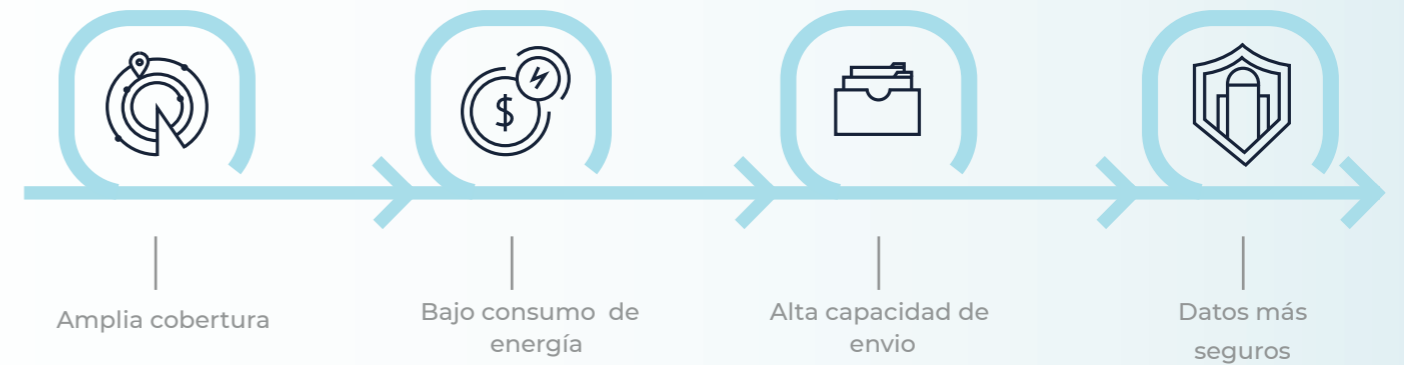 $
Amplia cobertura
Bajo consumo de
energía
Alta capacidad de
envio
Datos más
seguros